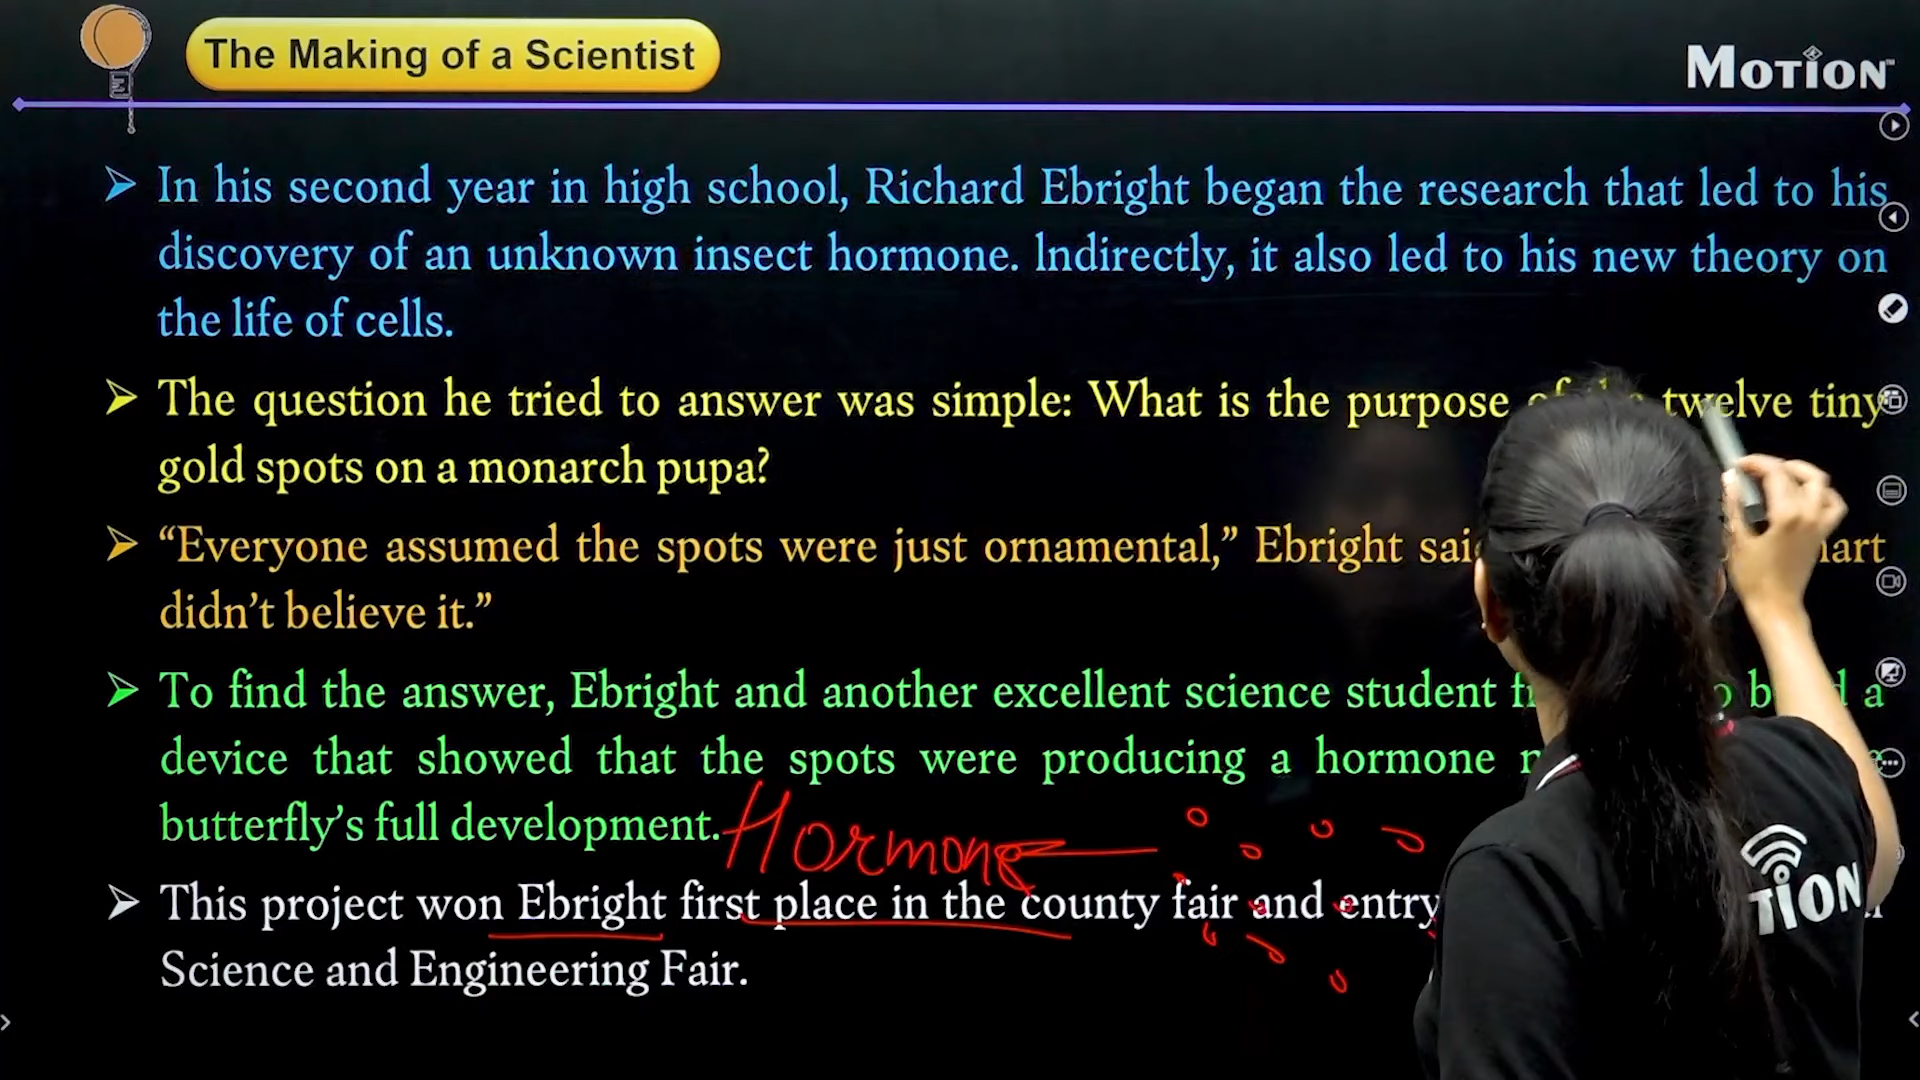 The Making of a Scientist
MOTION™
➢ In his second year in high school, Richard Ebright began the research that led to his
discovery of an unknown insect hormone. lndirectly, it also led to his new theory on
the life of cells.
➢ The question he tried to answer was simple: What is the purpose twelve tiny
gold spots on a monarch pupa?
➢ “Everyone assumed the spots were just ornamental,” Ebright
didn’t believe it.”
➢ To find the answer, Ebright and another excellent science student a
device that showed that the spots were producing a hormone
butterfly’s full development.
Hormone
➢ This project won Ebright first place in the county fair and entry
Science and Engineering Fair.
TION